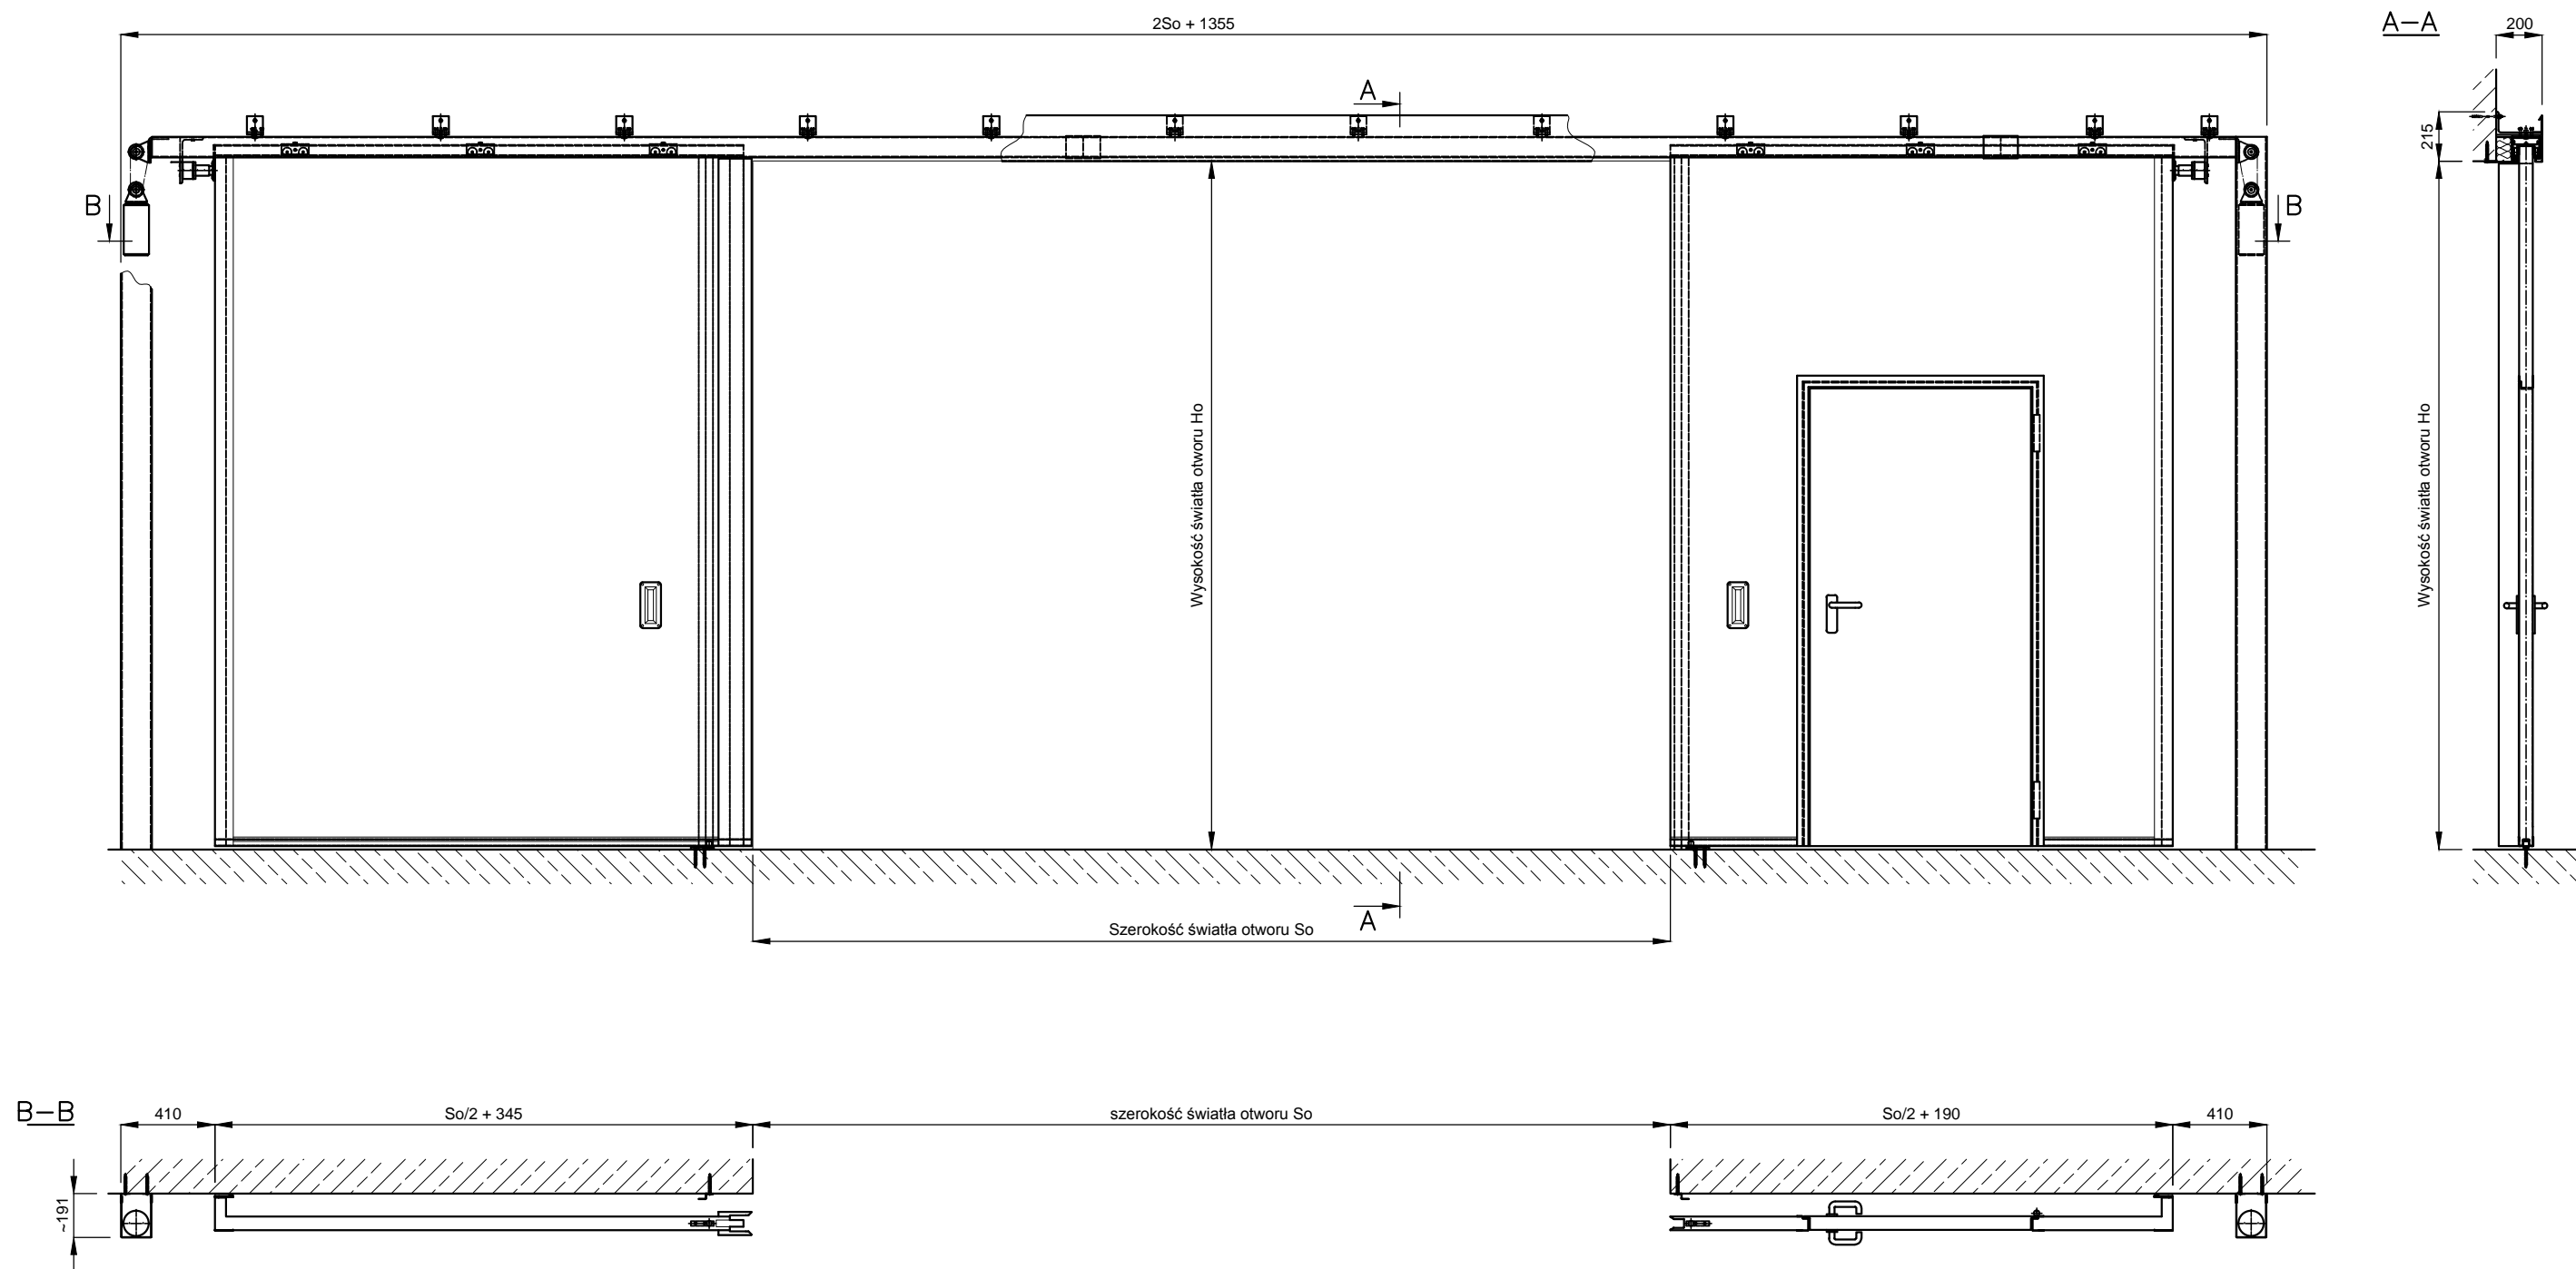 2So + 1355
A–A
200
A
215
B
B
Wysokość światła otworu Ho
Wysokość światła otworu Ho
A
Szerokość światła otworu So
B–B
410
So/2 + 345
szerokość światła otworu So
So/2 + 190
410
~191